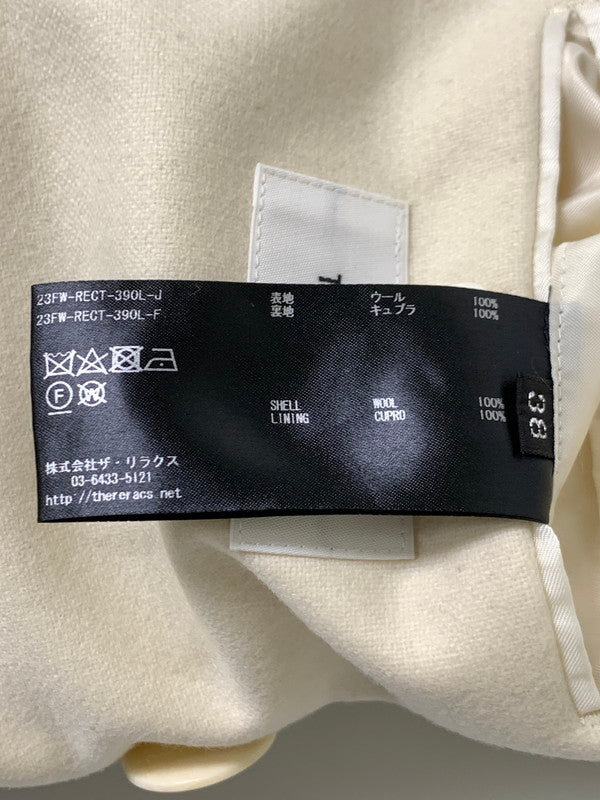 23FW-RECT-390L-J
23FW-RECT-390L-F
表地 ウール 100%
裏地 キュプラ 100%
SHELL WOOL 100%
LINING CUPRO 100%
F
W
38
株式会社ザ・リラクス
03-6433-5121
http://thereracs.net